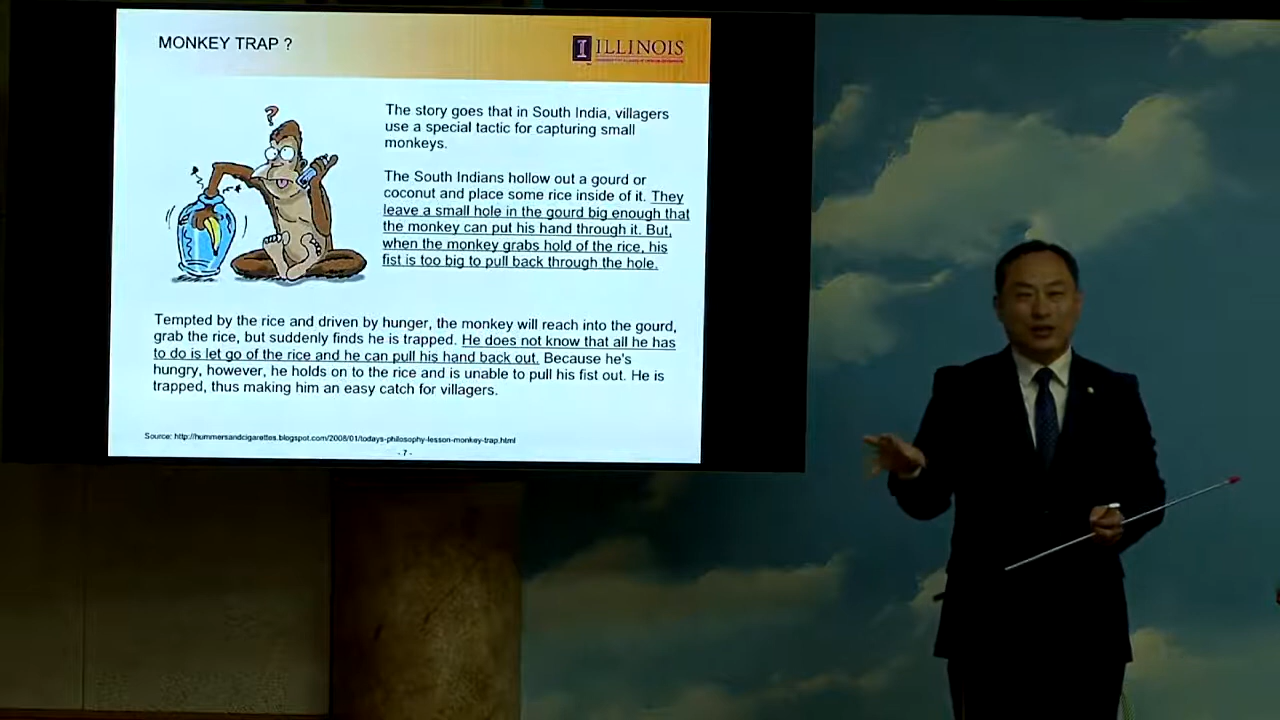 MONKEY TRAP ?
ILLINOIS
The story goes that in South India, villagers
use a special tactic for capturing small
monkeys.
The South Indians hollow out a gourd or
coconut and place some rice inside of it. They
leave a small hole in the gourd big enough that
the monkey can put his hand through it. But,
when the monkey grabs hold of the rice, his
fist is too big to pull back through the hole.
?
Tempted by the rice and driven by hunger, the monkey will reach into the gourd,
grab the rice, but suddenly finds he is trapped. He does not know that all he has
to do is let go of the rice and he can pull his hand back out. Because he's
hungry, however, he holds on to the rice and is unable to pull his fist out. He is
trapped, thus making him an easy catch for villagers.
Source: http://hummersandcigarettes.blogspot.com/2008/01/todays-philosophy-lesson-monkey-trap.html
- 7 -